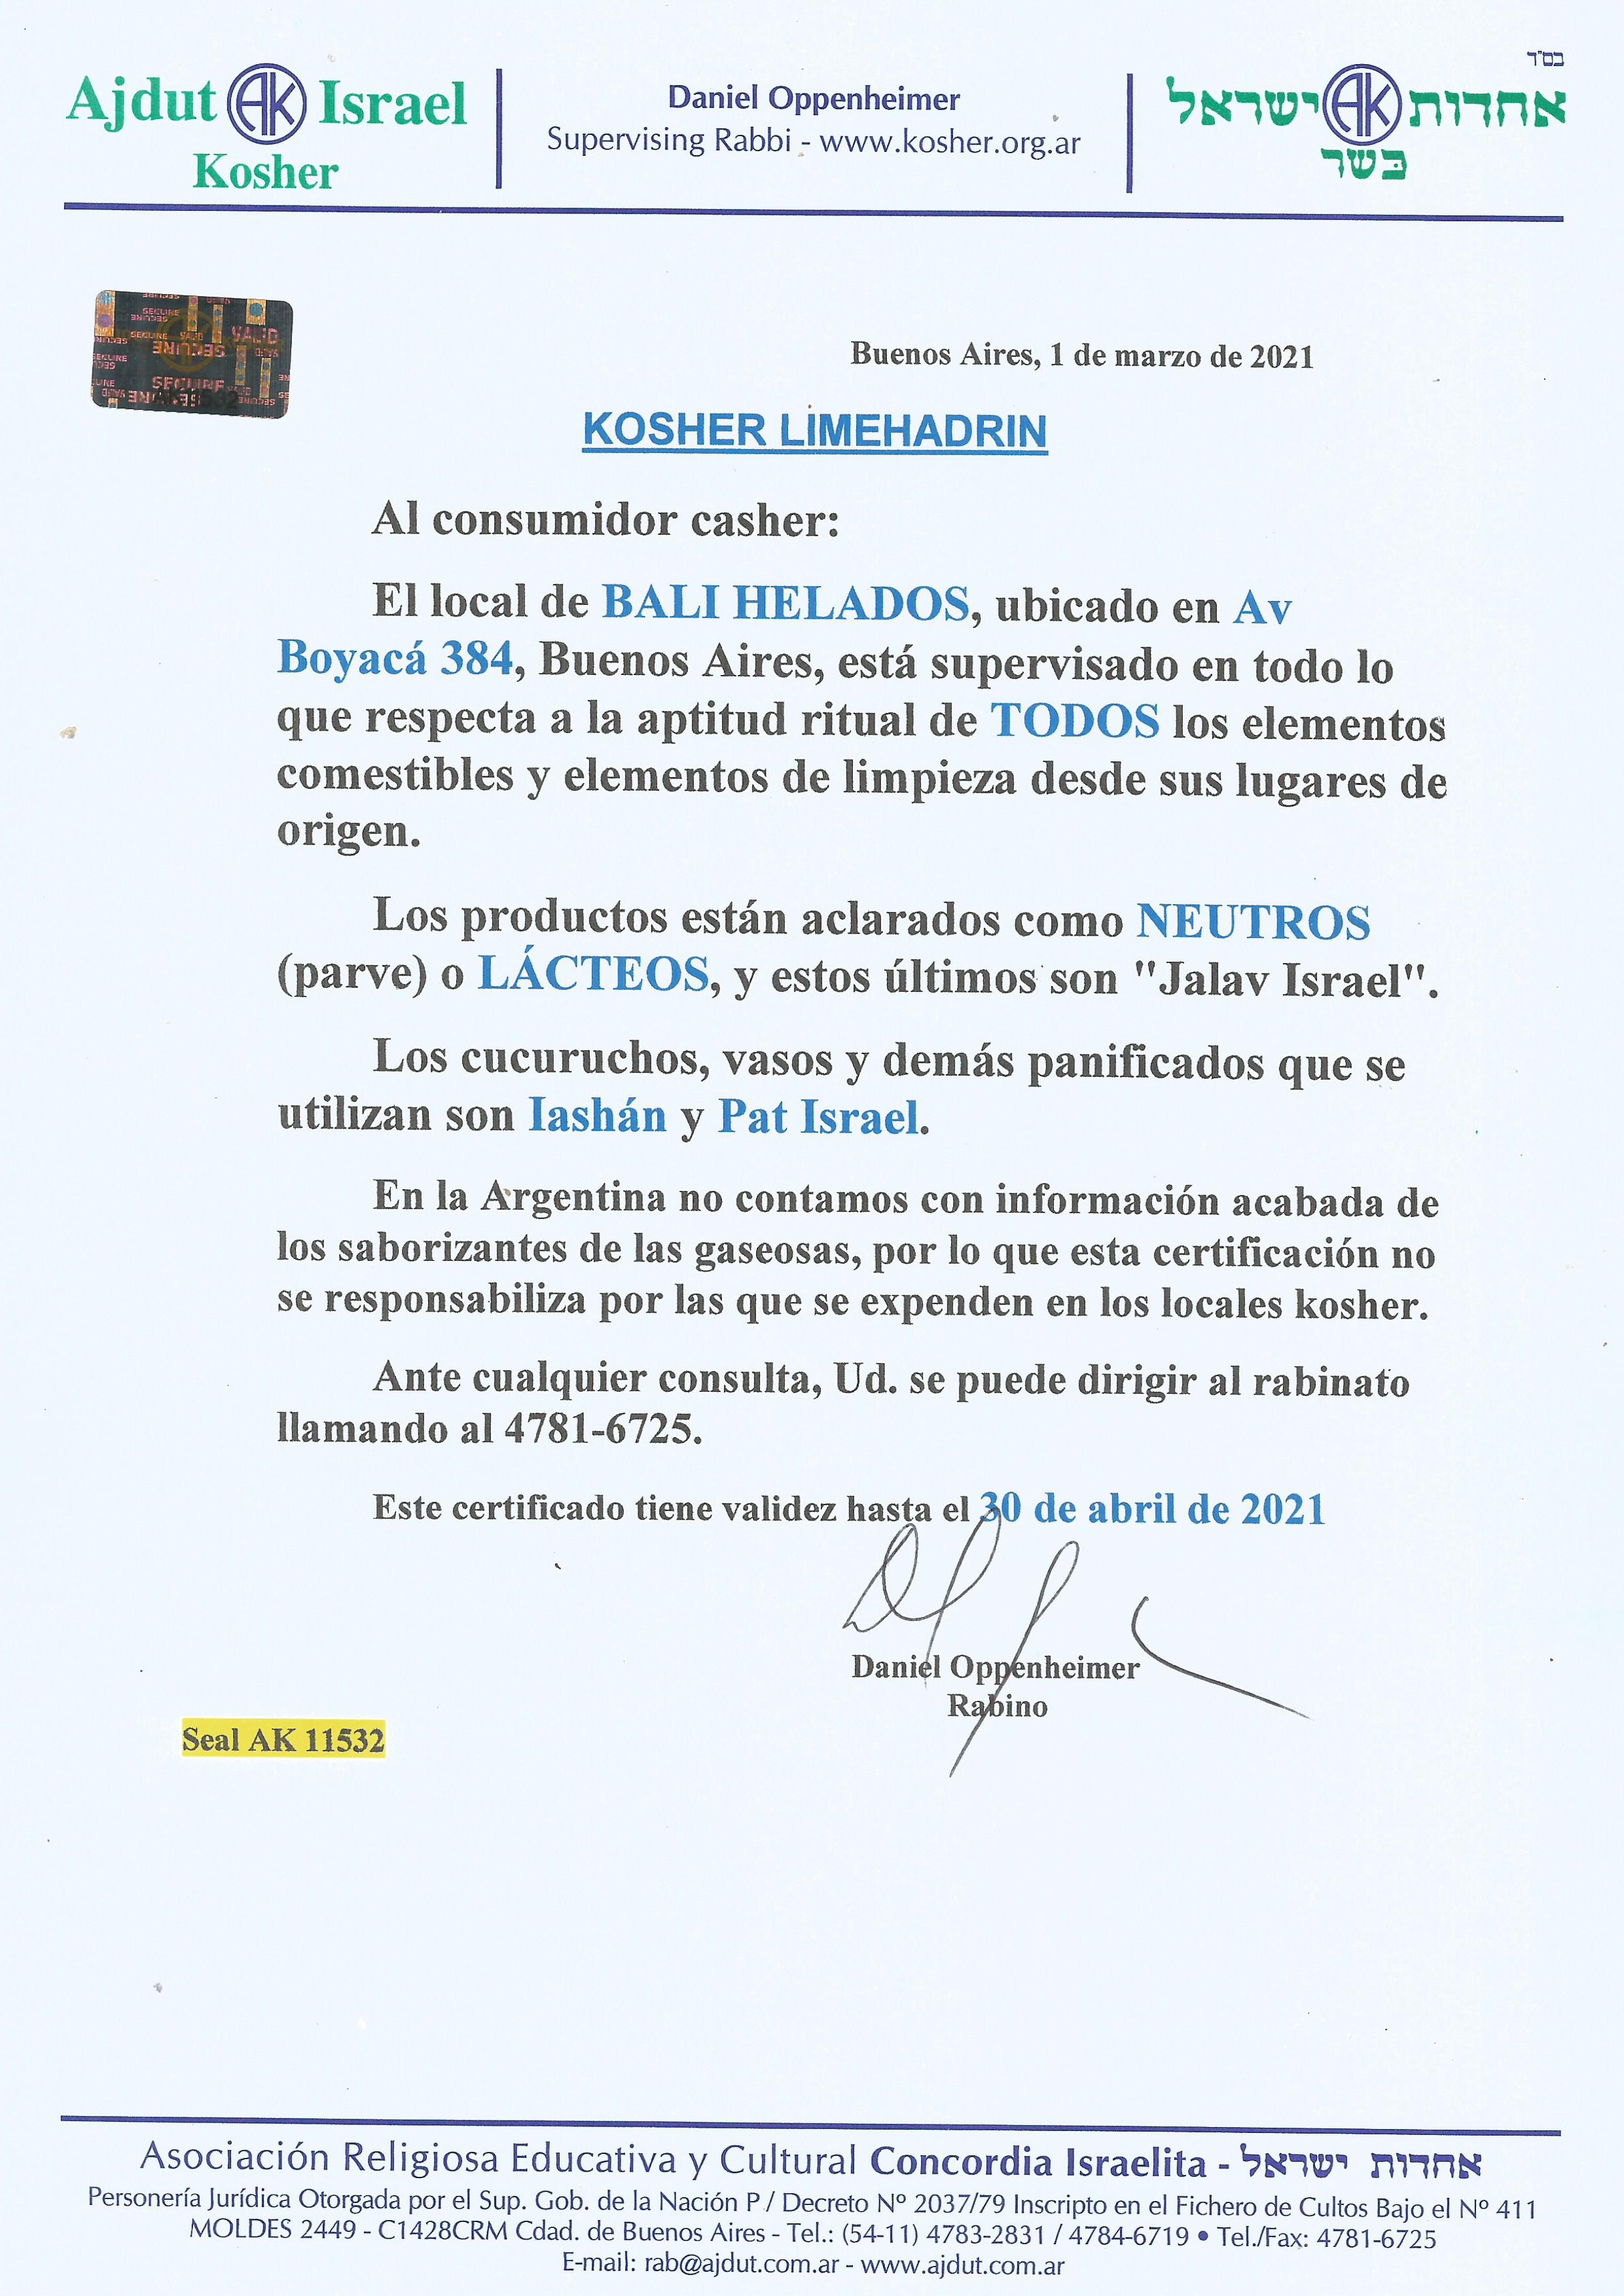 בס"ד
Ajdut AK Israel
Kosher
Daniel Oppenheimer
Supervising Rabbi - www.kosher.org.ar
אחדות AK ישראל
כשר
SECURE
VALID
SECURE
SECURE
Buenos Aires, 1 de marzo de 2021
KOSHER LIMEHADRIN
Al consumidor casher:
El local de BALI HELADOS, ubicado en Av
Boyacá 384, Buenos Aires, está supervisado en todo lo
que respecta a la aptitud ritual de TODOS los elementos
comestibles y elementos de limpieza desde sus lugares de
origen.
Los productos están aclarados como NEUTROS
(parve) o LÁCTEOS, y estos últimos son "Jalav Israel".
Los cucuruchos, vasos y demás panificados que se
utilizan son Iashán y Pat Israel.
En la Argentina no contamos con información acabada de
los saborizantes de las gaseosas, por lo que esta certificación no
se responsabiliza por las que se expenden en los locales kosher.
Ante cualquier consulta, Ud. se puede dirigir al rabinato
llamando al 4781-6725.
Este certificado tiene validez hasta el 30 de abril de 2021
Daniel Oppenheimer
Rabino
Seal AK 11532
Asociación Religiosa Educativa y Cultural Concordia Israelita - אחדות ישראל
Personería Jurídica Otorgada por el Sup. Gob. de la Nación P / Decreto Nº 2037/79 Inscripto en el Fichero de Cultos Bajo el Nº 411
MOLDES 2449 - C1428CRM Cdad. de Buenos Aires - Tel.: (54-11) 4783-2831 / 4784-6719 • Tel./Fax: 4781-6725
E-mail: rab@ajdut.com.ar - www.ajdut.com.ar